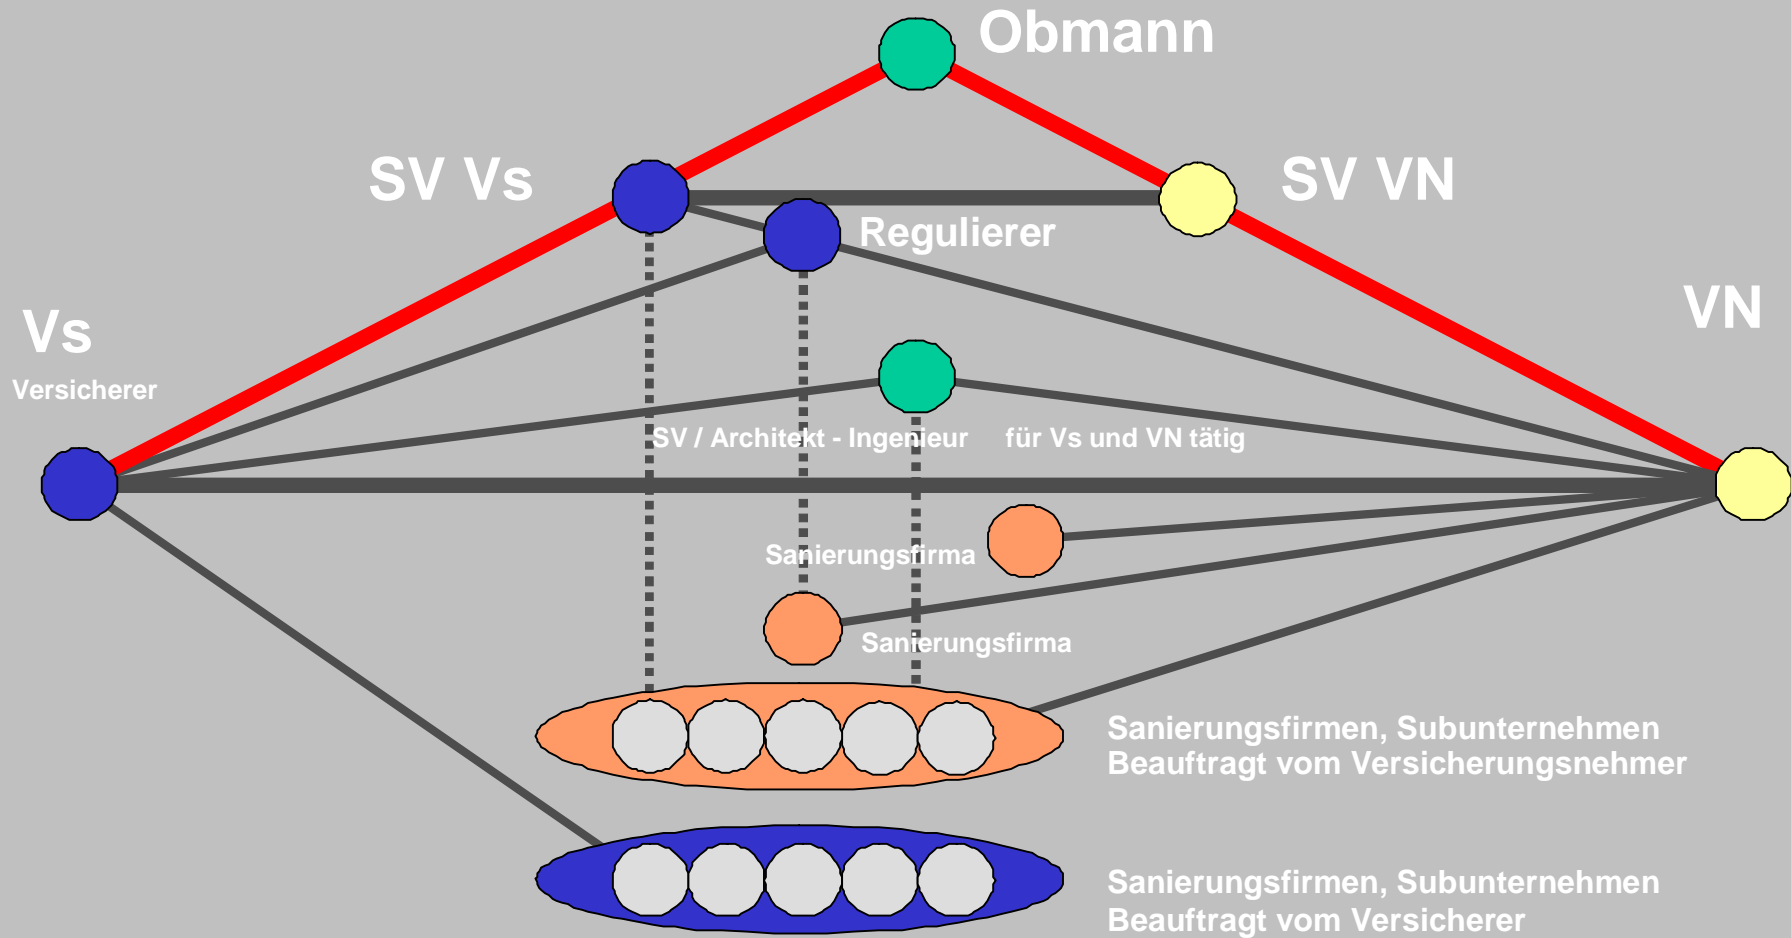 Obmann
SV Vs
SV VN
Regulierer
Vs
VN
Versicherer
SV / Architekt - Ingenieur für Vs und VN tätig
Sanierungsfirma
Sanierungsfirma
Sanierungsfirmen, Subunternehmen
Beauftragt vom Versicherungsnehmer
Sanierungsfirmen, Subunternehmen
Beauftragt vom Versicherer